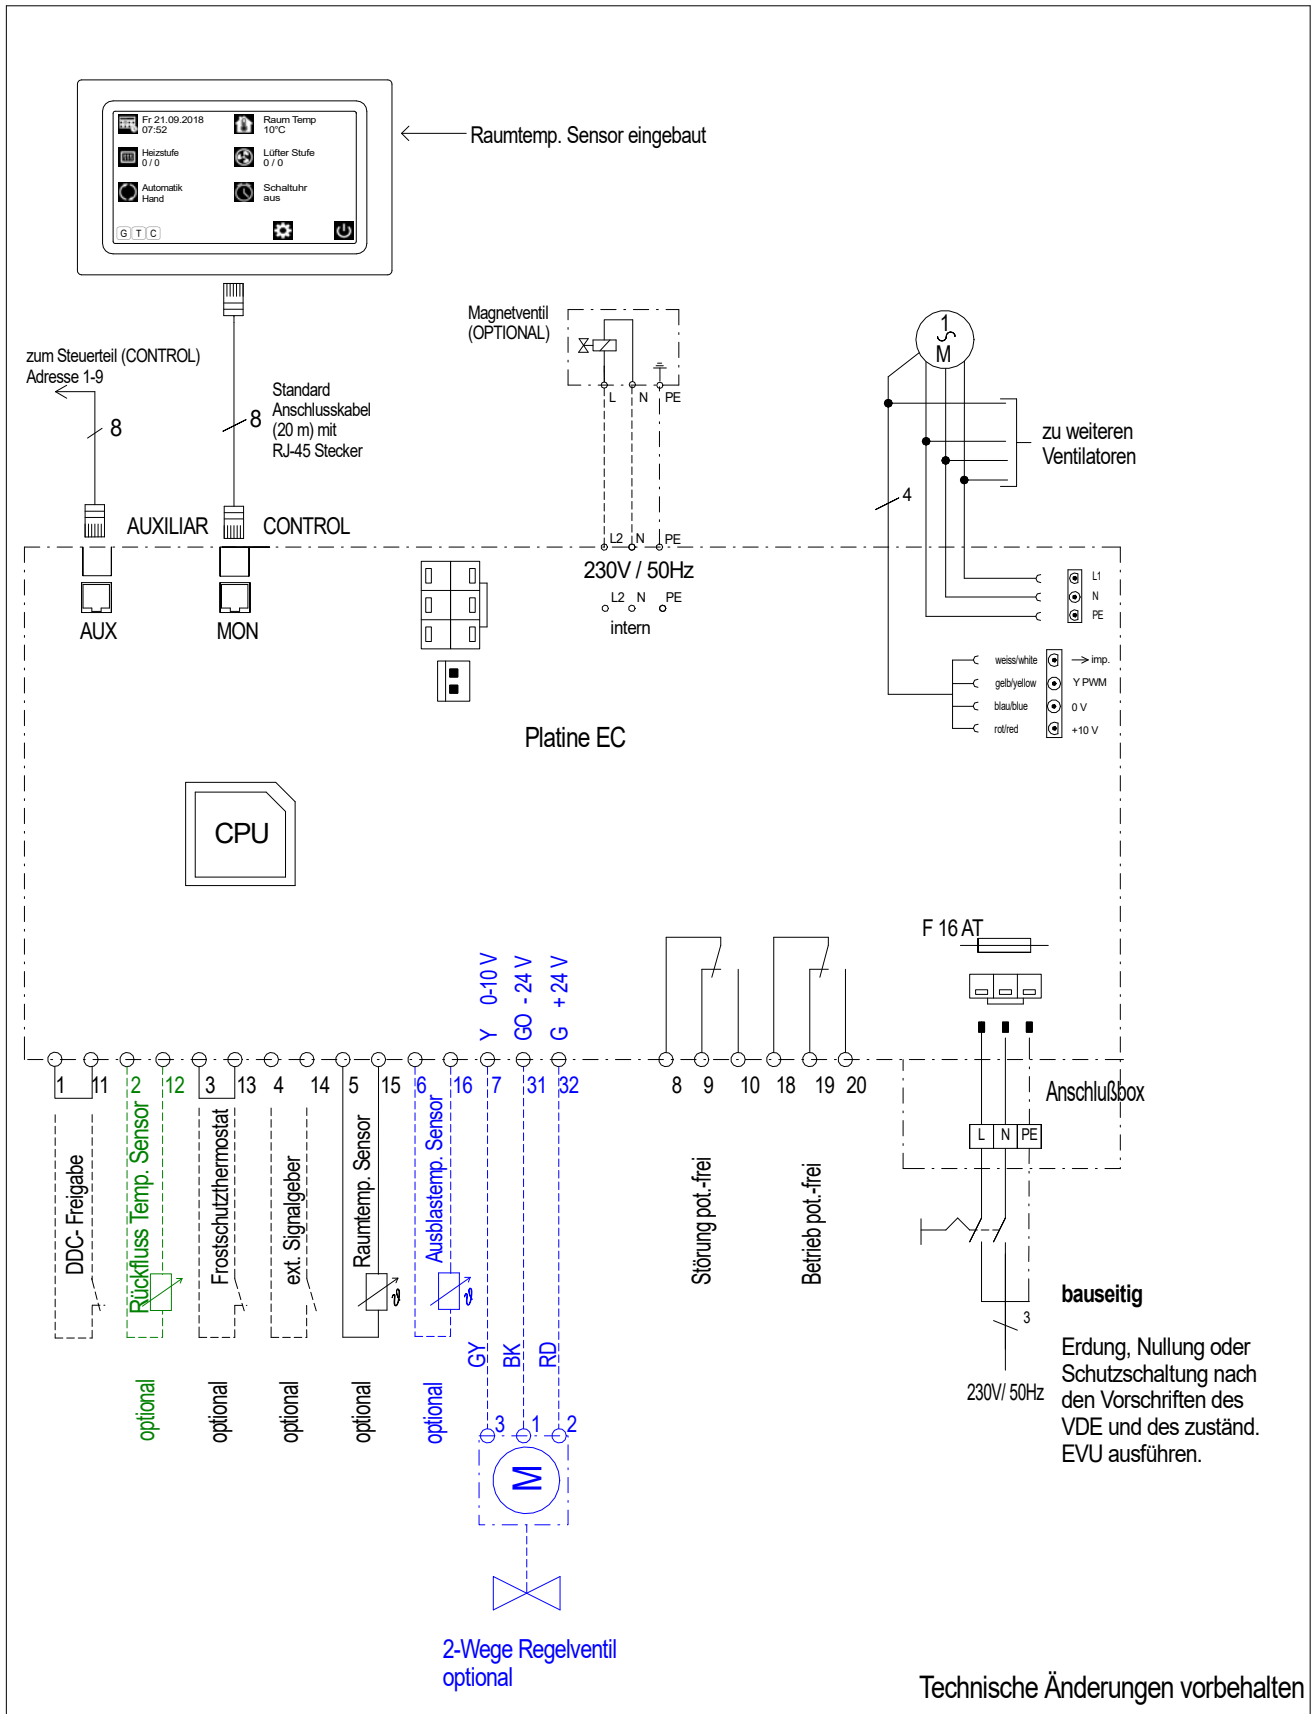 Fr 21.09.2018
07:52
Raum Temp
10°C
Heizstufe
0 / 0
Lüfter Stufe
0 / 0
Automatik
Hand
Schaltuhr
aus
G T C
Raumtemp. Sensor eingebaut
zum Steuerteil (CONTROL)
Adresse 1-9
8
8
Standard
Anschlusskabel
(20 m) mit
RJ-45 Stecker
Magnetventil
(OPTIONAL)
L N PE
1
M
zu weiteren
Ventilatoren
4
AUXILIAR
CONTROL
AUX
MON
L2 N PE
230V / 50Hz
L2 N PE
intern
L1
N
PE
weiss/white imp.
gelb/yellow Y PWM
blau/blue 0 V
rot/red +10 V
Platine EC
CPU
F 16 AT
Y 0-10 V
GO - 24 V
G + 24 V
1 11 2 12 3 13 4 14 5 15 6 16 7 31 32 8 9 10 18 19 20
Anschlußbox
L N PE
DDC- Freigabe
Rückfluss Temp. Sensor
Frostschutzthermostat
ext. Signalgeber
Raumtemp. Sensor
Ausblastemp. Sensor
Störung pot.-frei
Betrieb pot.-frei
ϑ
ϑ
optional
optional
optional
optional
optional
GY
BK
RD
3 1 2
M
2-Wege Regelventil
optional
3
230V/ 50Hz
bauseitig
Erdung, Nullung oder
Schutzschaltung nach
den Vorschriften des
VDE und des zuständ.
EVU ausführen.
Technische Änderungen vorbehalten